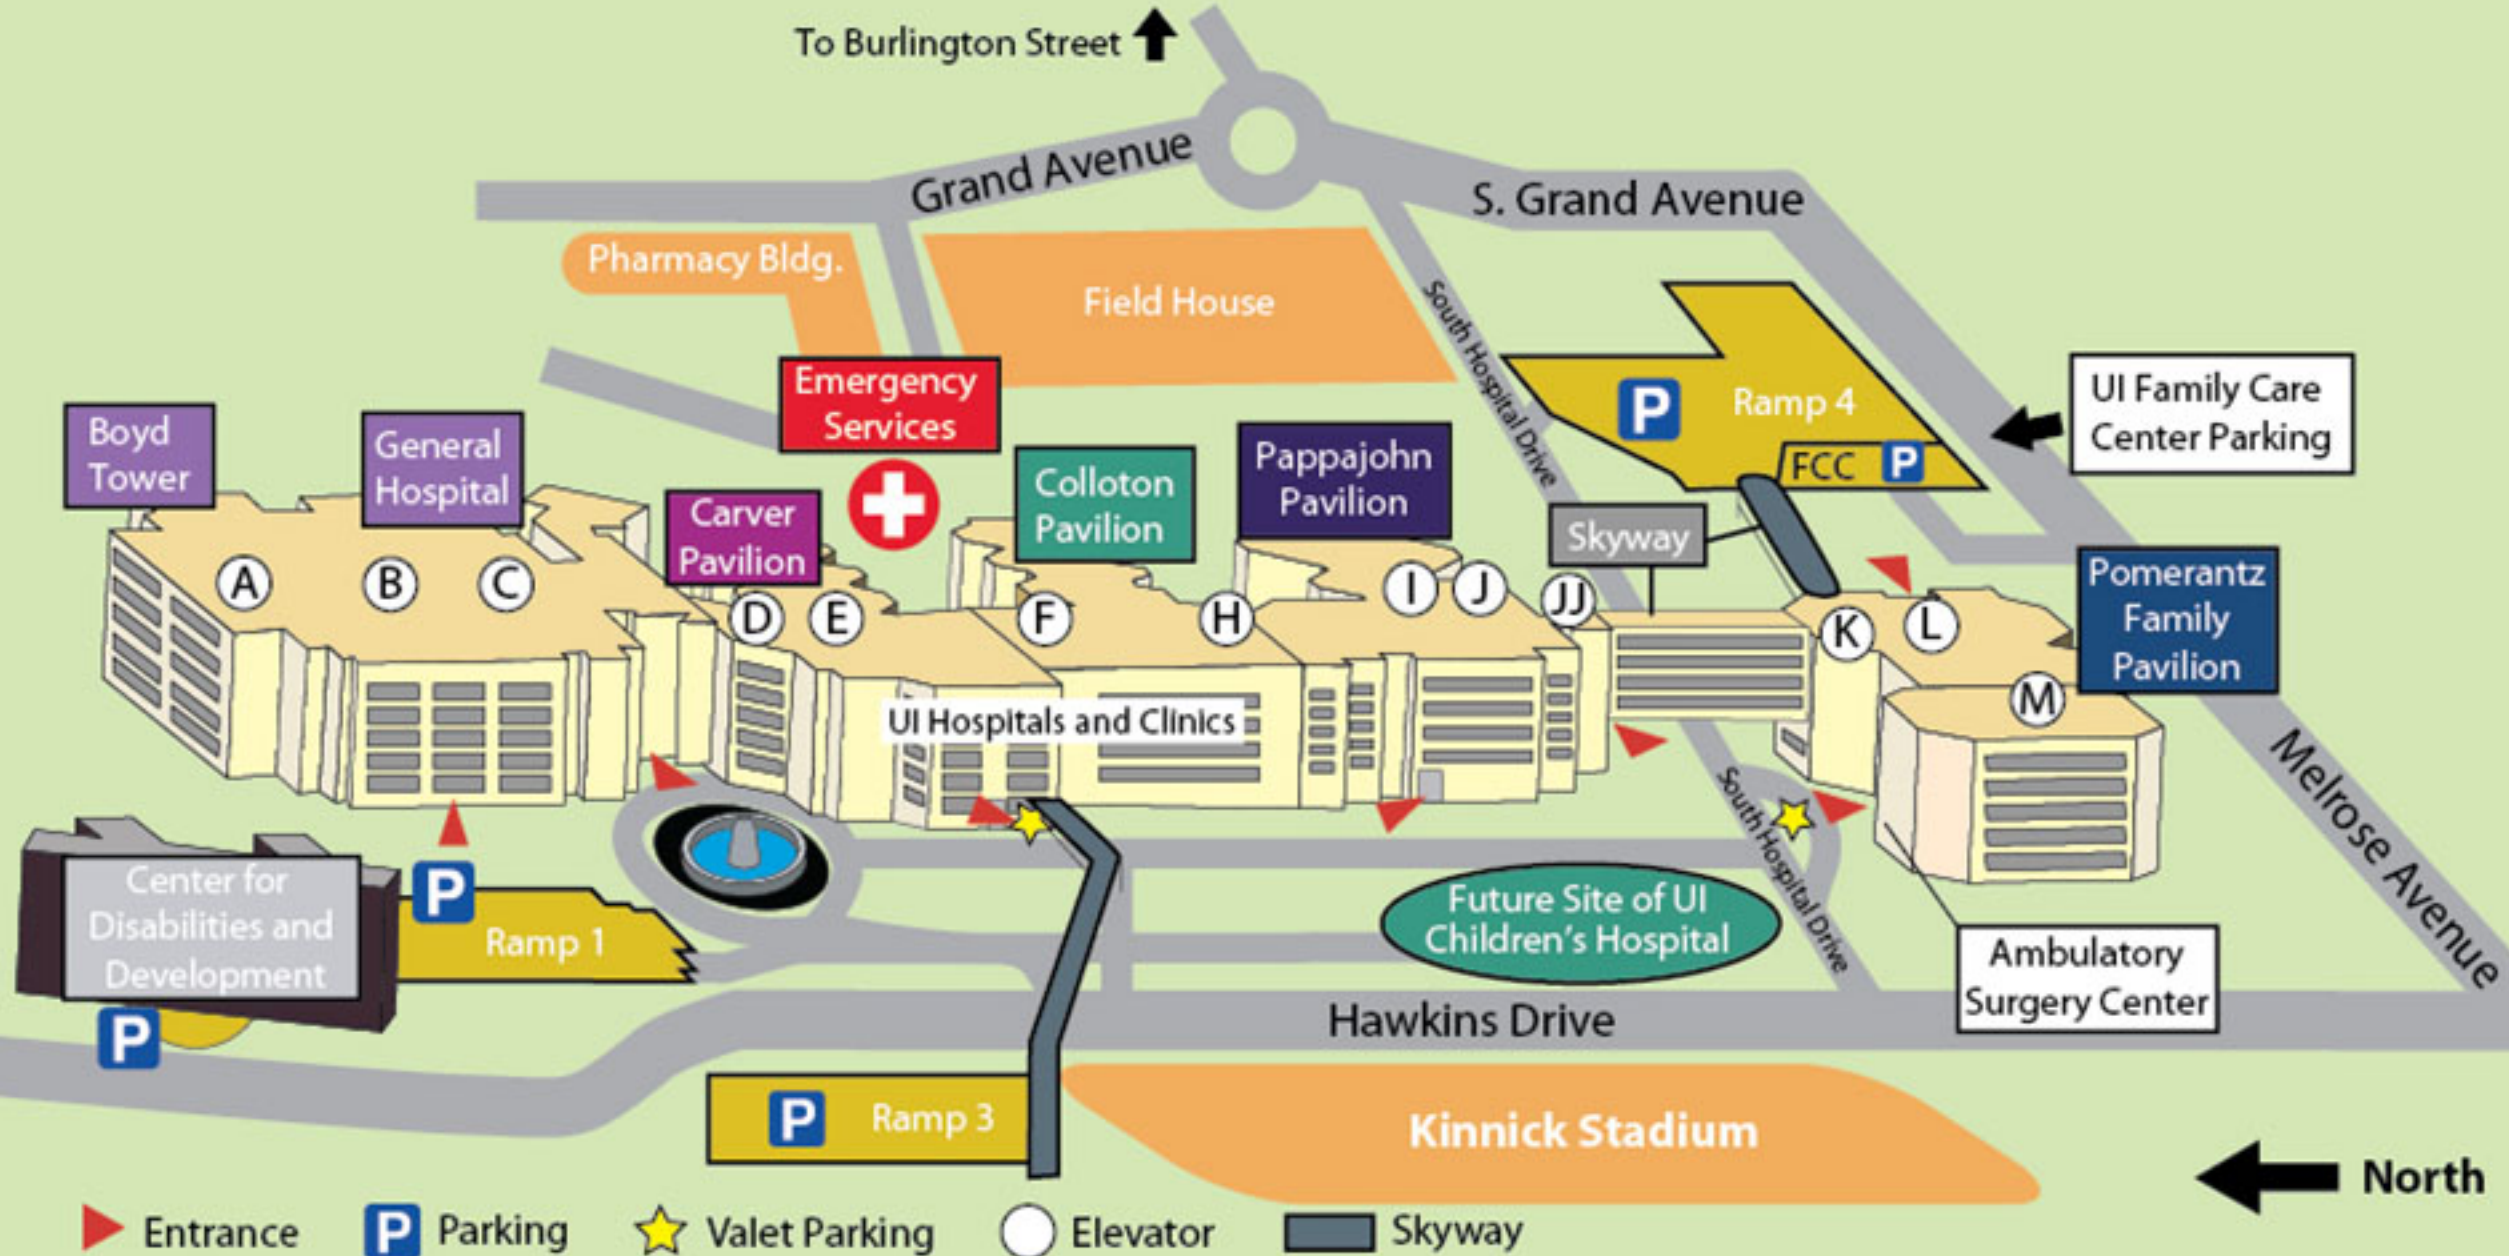 To Burlington Street
Grand Avenue
S. Grand Avenue
Pharmacy Bldg.
Field House
South Hospital Drive
P
Ramp 4
FCC P
UI Family Care
Center Parking
Emergency
Services
Boyd
Tower
General
Hospital
Carver
Pavilion
Colloton
Pavilion
Pappajohn
Pavilion
Skyway
Pomerantz
Family
Pavilion
A
B
C
D
E
F
H
I
J
JJ
K
L
M
UI Hospitals and Clinics
Melrose Avenue
South Hospital Drive
Center for
Disabilities and
Development
P
Ramp 1
P
Future Site of UI
Children's Hospital
Ambulatory
Surgery Center
Hawkins Drive
P
Ramp 3
Kinnick Stadium
North
Entrance
P Parking
Valet Parking
Elevator
Skyway